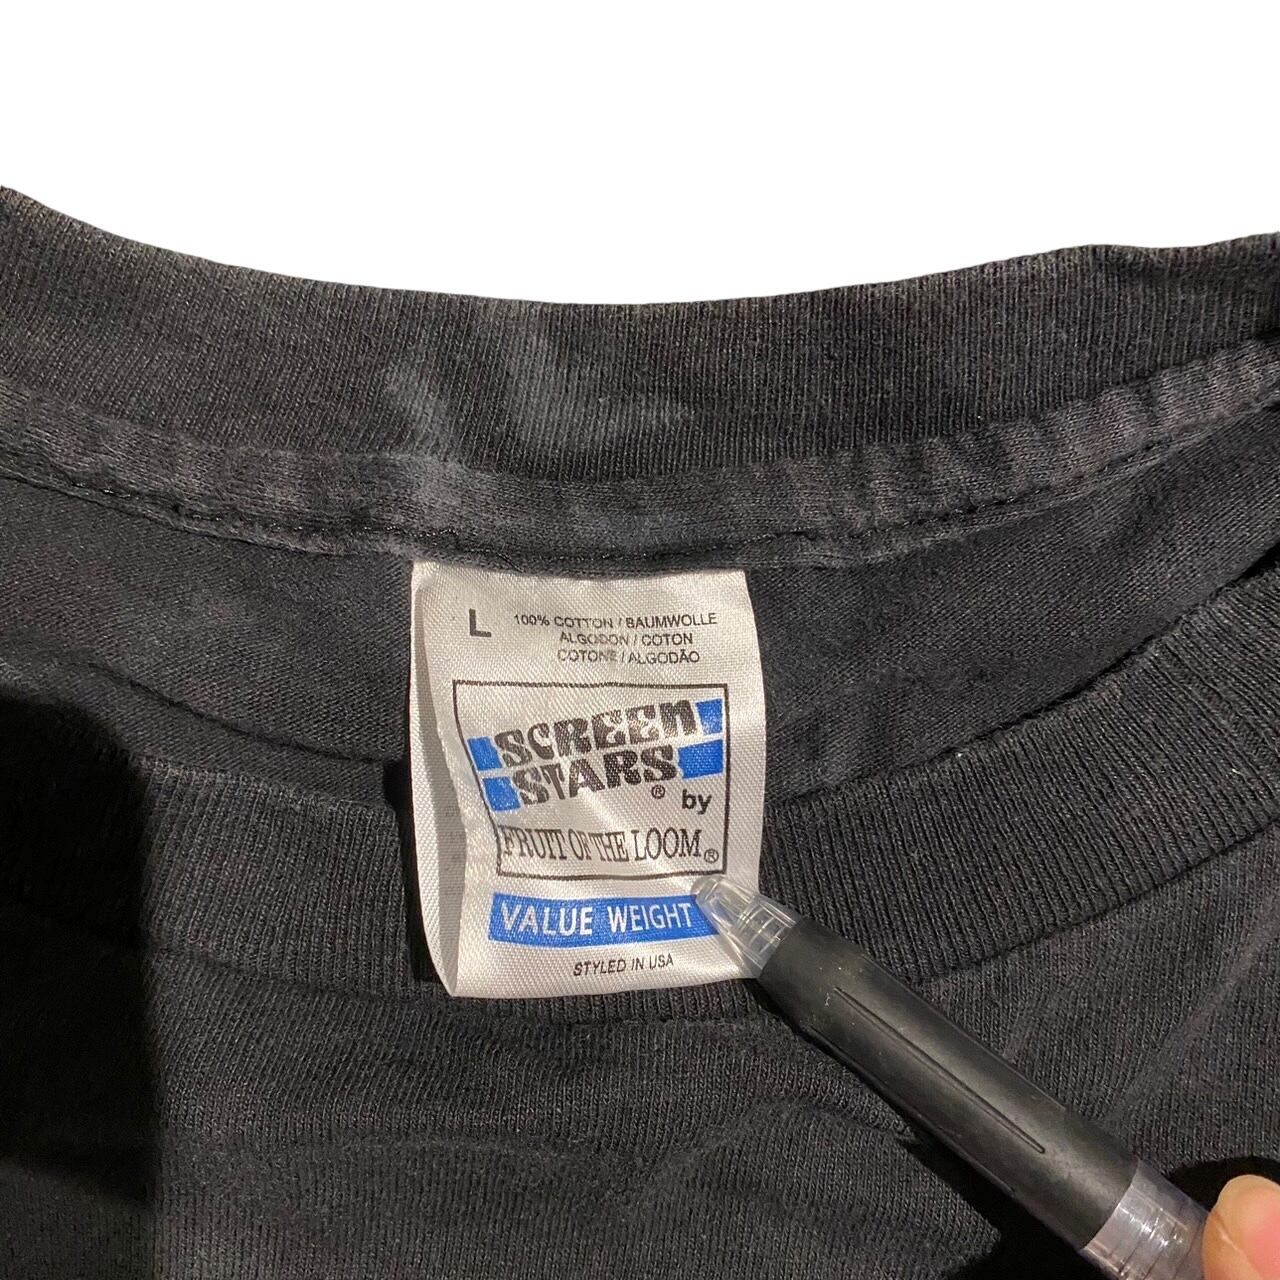 L 100% COTTON / BAUMWOLLE
ALGODON / COTON
COTONE / ALGODÃO
SCREEN
STARS® by
FRUIT OF THE LOOM®
VALUE WEIGHT
STYLED IN USA